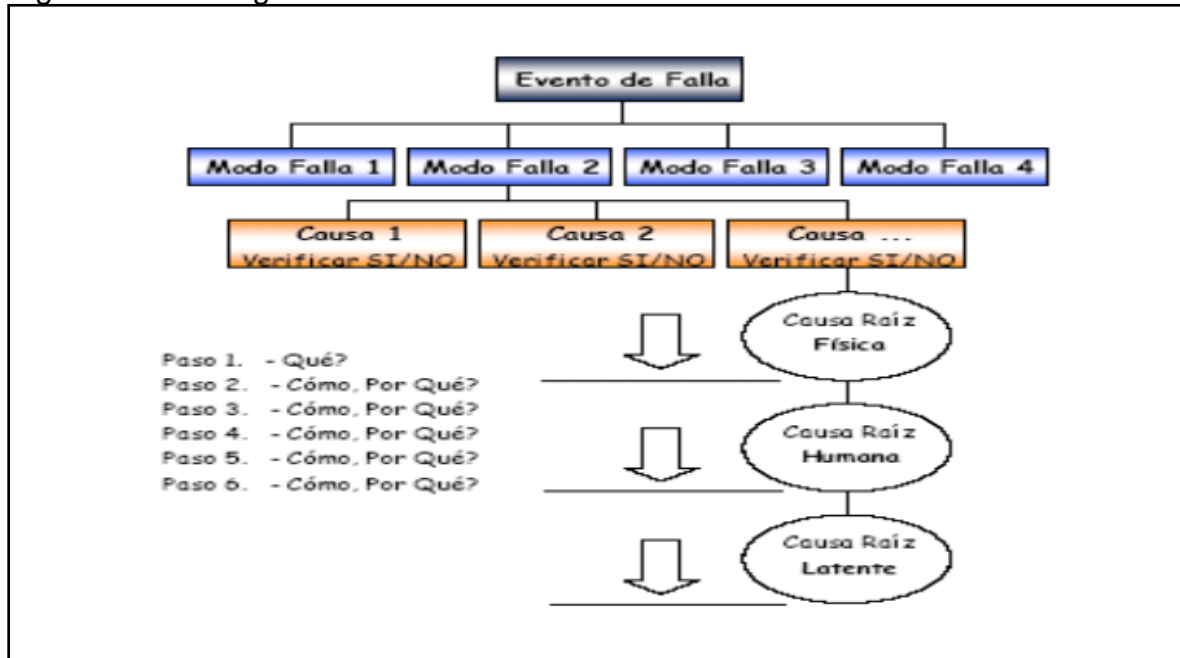 Evento de Falla
Modo Falla 1
Modo Falla 2
Modo Falla 3
Modo Falla 4
Causa 1
Verificar SI/NO
Causa 2
Verificar SI/NO
Causa ...
Verificar SI/NO
Causa Raíz
Física
Paso 1. - Qué?
Paso 2. - Cómo, Por Qué?
Paso 3. - Cómo, Por Qué?
Paso 4. - Cómo, Por Qué?
Paso 5. - Cómo, Por Qué?
Paso 6. - Cómo, Por Qué?
Causa Raíz
Humana
Causa Raíz
Latente